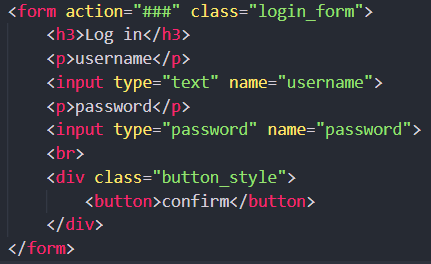 <form action="###" class="login_form">
    <h3>Log in</h3>
    <p>username</p>
    <input type="text" name="username">
    <p>password</p>
    <input type="password" name="password">
    <br>
    <div class="button_style">
        <button>confirm</button>
    </div>
</form>